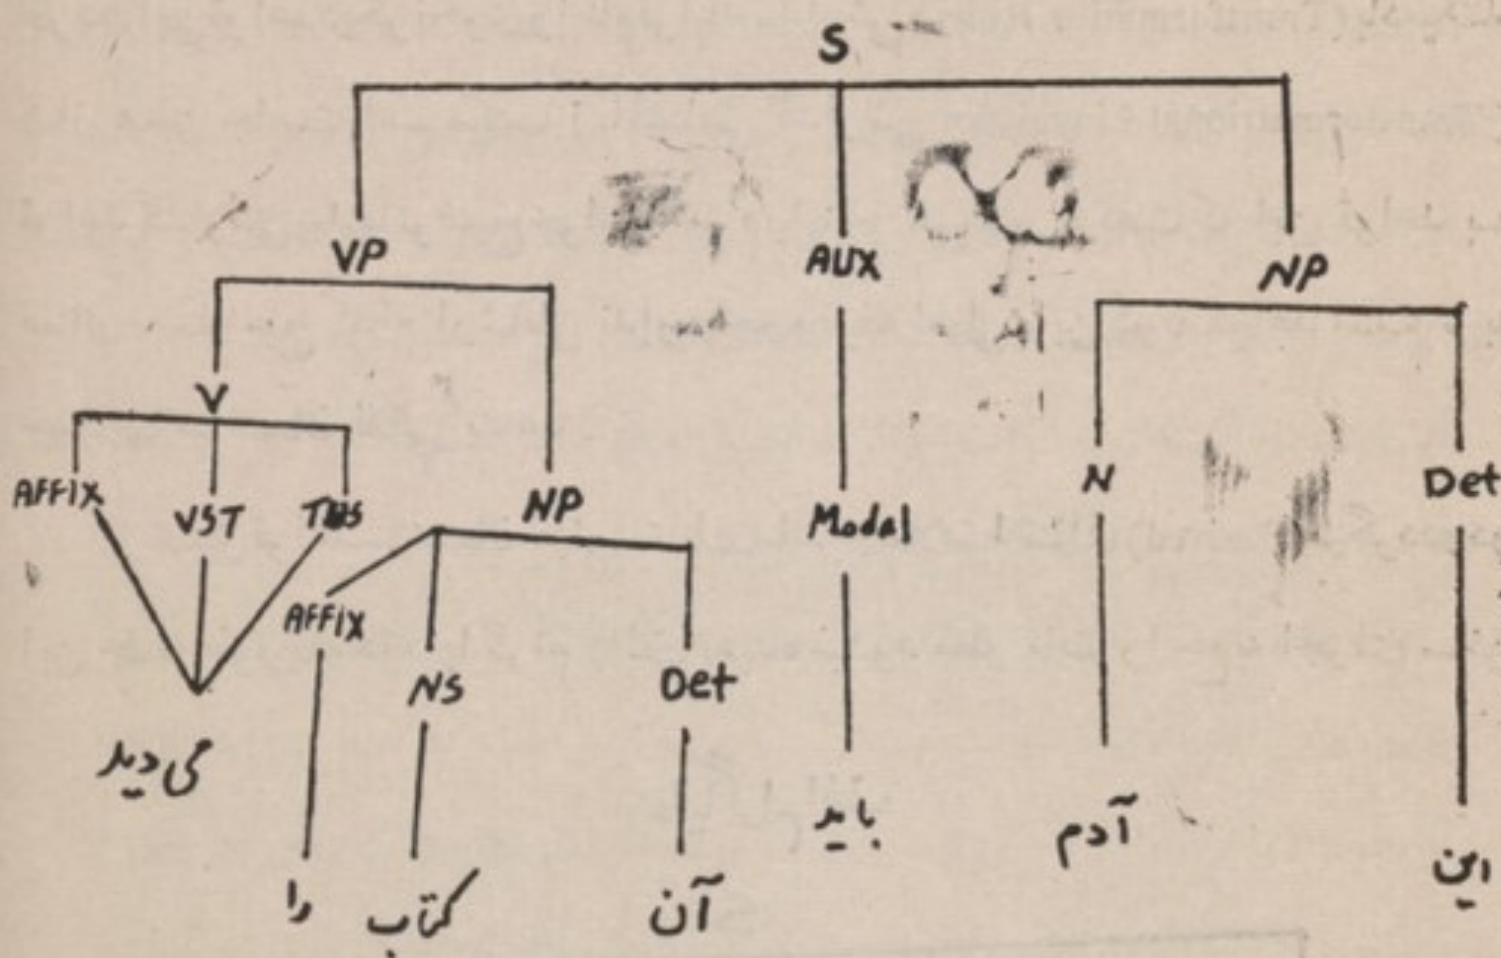 S
VP AUX NP
V
AFFIX VST NP Modal N Det
AFFIX NS Det
می دید
این آدم باید آن کتاب را